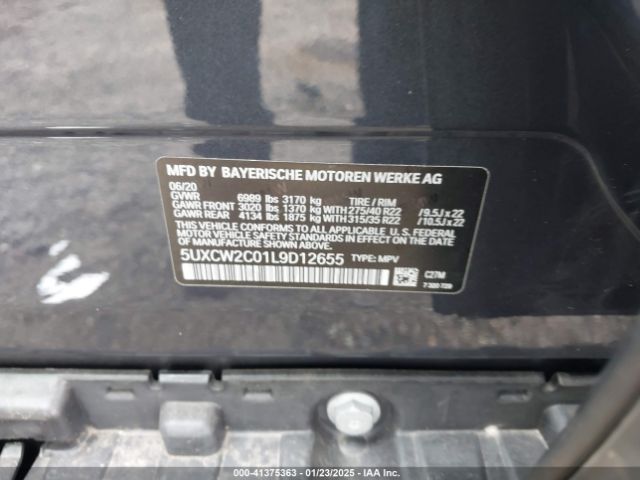 MFD BY BAYERISCHE MOTOREN WERKE AG
06/20
GVWR 6989 lbs 3170 kg TIRE / RIM
GAWR FRONT 3020 lbs 1370 kg WITH 275/40 R22 /9.5J x 22
GAWR REAR 4134 lbs 1875 kg WITH 315/35 R22 /10.5J x 22
THIS VEHICLE CONFORMS TO ALL APPLICABLE U. S. FEDERAL
MOTOR VEHICLE SAFETY STANDARDS IN EFFECT ON THE
DATE OF MANUFACTURE SHOWN ABOVE.
5UXCW2C01L9D12655 TYPE: MPV
C27M
000-41375363 - 01/23/2025 - IAA Inc.